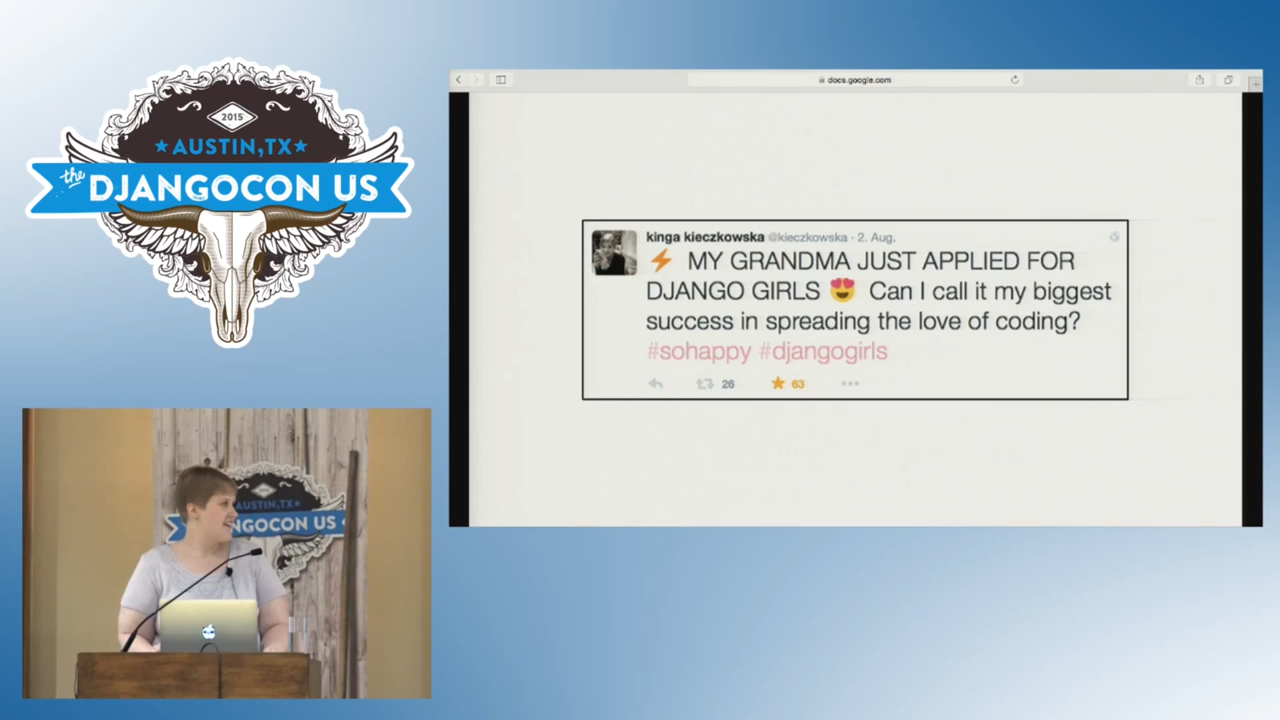 2015
AUSTIN, TX
the
DJANGOCON US
docs.google.com
kinga kieczkowska @kieczkowska · 2. Aug.
⚡ MY GRANDMA JUST APPLIED FOR
DJANGO GIRLS 😍 Can I call it my biggest
success in spreading the love of coding?
#sohappy #djangogirls
26 63
AUSTIN,TX
NGOCON US